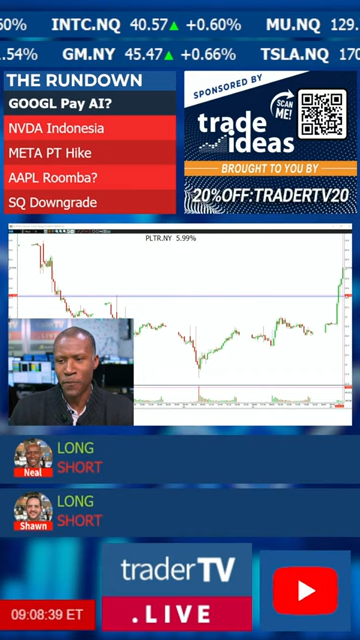 60% INTC.NQ 40.57▲ +0.60% MU.NQ 129.
.54% GM.NY 45.47▲ +0.66% TSLA.NQ 170
THE RUNDOWN
GOOGL Pay AI?
NVDA Indonesia
META PT Hike
AAPL Roomba?
SQ Downgrade
SPONSORED BY
trade
ideas
SCAN
ME!
BROUGHT TO YOU BY
20%OFF:TRADERTV20
PLTR.NY 5.99%
LONG
SHORT
Neal
LONG
SHORT
Shawn
traderTV
.LIVE
09:08:39 ET